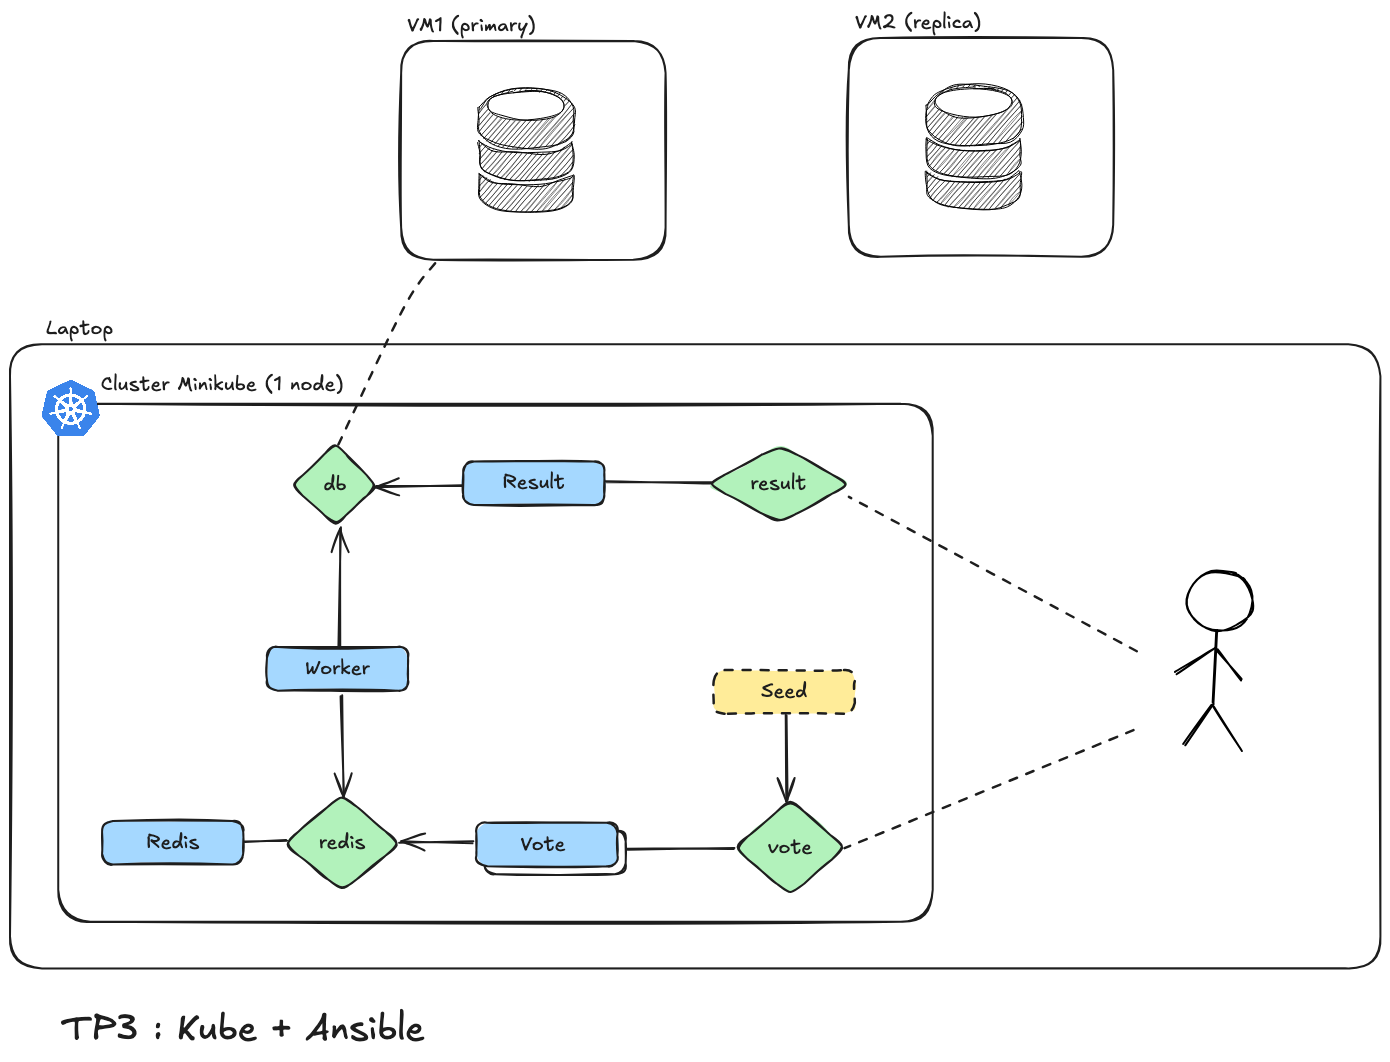 VM1 (primary)
VM2 (replica)
Laptop
Cluster Minikube (1 node)
db
Result
result
Worker
Seed
Redis
redis
Vote
vote
TP3 : Kube + Ansible